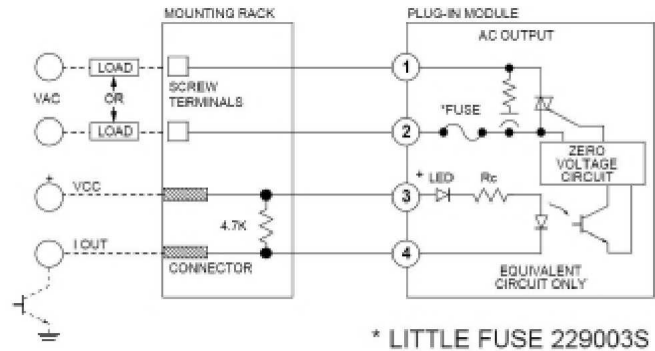 MOUNTING RACK
PLUG-IN MODULE
AC OUTPUT
LOAD
1
VAC
OR
SCREW
TERMINALS
*FUSE
LOAD
2
ZERO
VOLTAGE
CIRCUIT
+
VCC
3
* LED
Rc
4.7K
I OUT
4
CONNECTOR
EQUIVALENT
CIRCUIT ONLY
* LITTLE FUSE 229003S